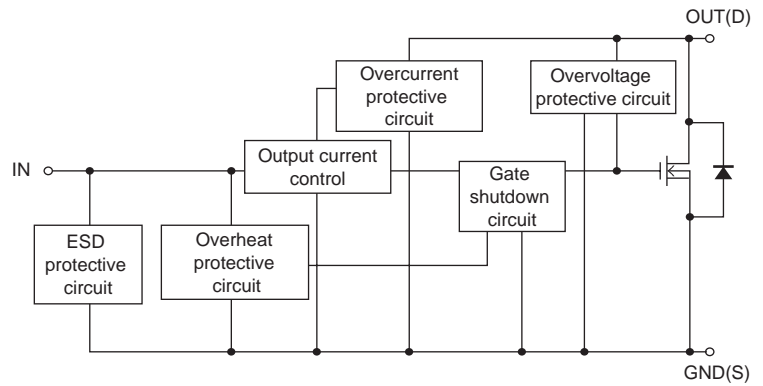 OUT(D)
Overcurrent
protective
circuit
Overvoltage
protective circuit
IN
Output current
control
Gate
shutdown
circuit
ESD
protective
circuit
Overheat
protective
circuit
GND(S)